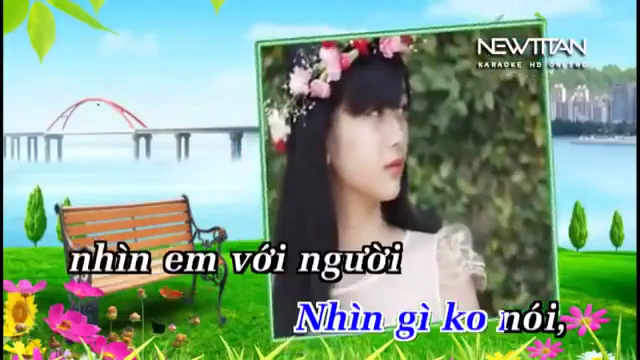 NEWTITAN
KARAOKE HD ONLINE
nhìn em với người
Nhìn gì ko nói,